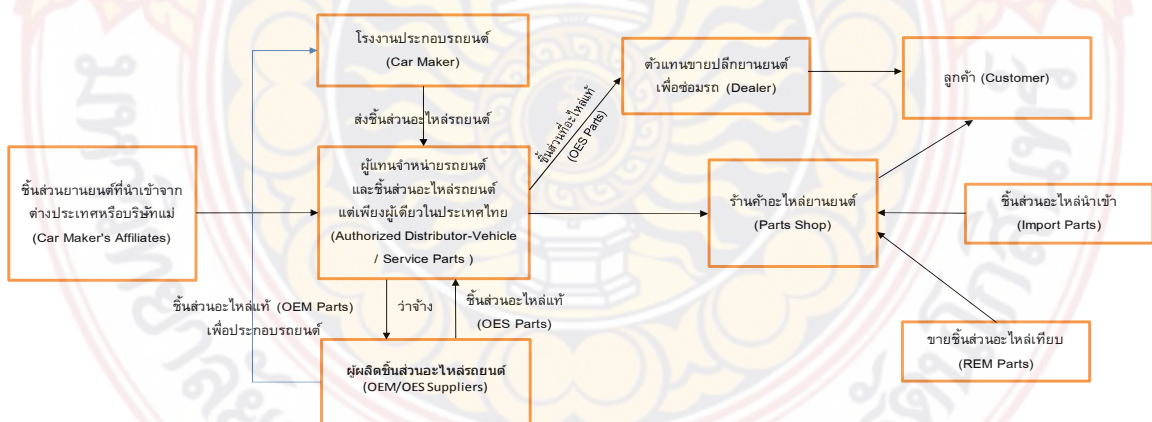 โรงงานประกอบรถยนต์
(Car Maker)
ส่งชิ้นส่วนอะไหล่รถยนต์
ชิ้นส่วนยานยนต์ที่นำเข้าจาก
ต่างประเทศหรือบริษัทแม่
(Car Maker's Affiliates)
ผู้แทนจำหน่ายรถยนต์
และชิ้นส่วนอะไหล่รถยนต์
แต่เพียงผู้เดียวในประเทศไทย
(Authorized Distributor-Vehicle
/ Service Parts )
ชิ้นส่วนที่อะไหล่แท้
(OES Parts)
ตัวแทนขายปลีกยานยนต์
เพื่อซ่อมรถ (Dealer)
ลูกค้า (Customer)
ร้านค้าอะไหล่ยานยนต์
(Parts Shop)
ชิ้นส่วนอะไหล่นำเข้า
(Import Parts)
ขายชิ้นส่วนอะไหล่เทียบ
(REM Parts)
ชิ้นส่วนอะไหล่แท้ (OEM Parts)
เพื่อประกอบรถยนต์
ว่าจ้าง
ชิ้นส่วนอะไหล่แท้
(OES Parts)
ผู้ผลิตชิ้นส่วนอะไหล่รถยนต์
(OEM/OES Suppliers)